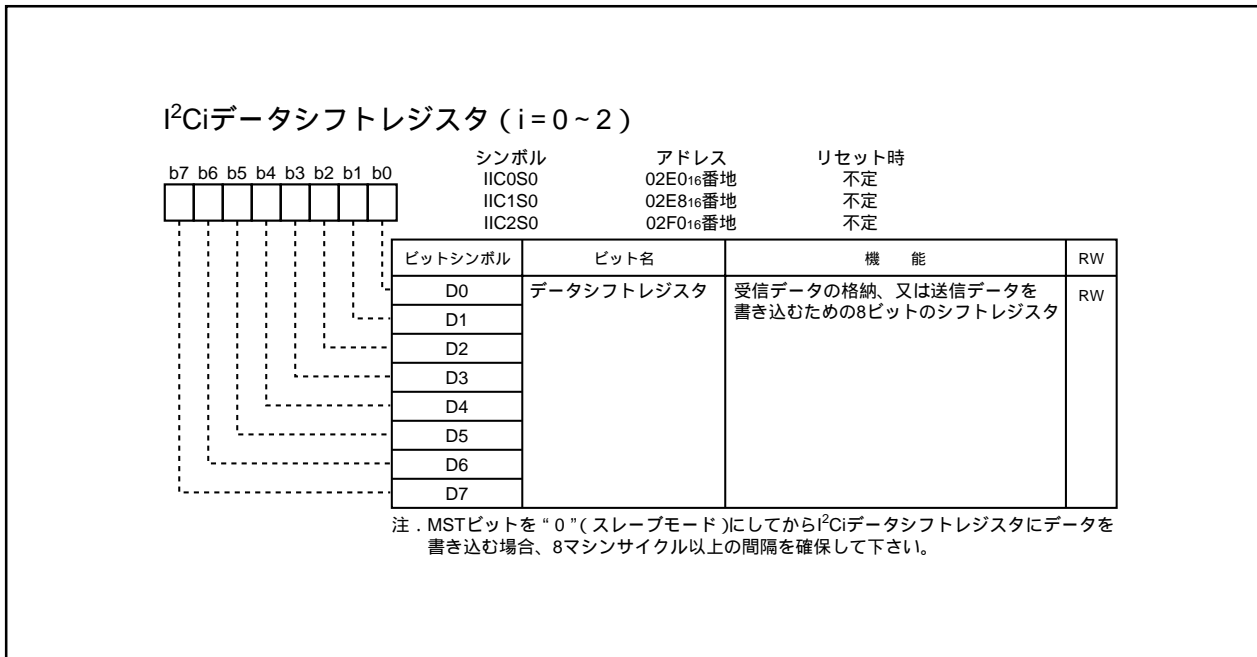 I²Ciデータシフトレジスタ（i = 0 ~ 2）
シンボル アドレス リセット時
b7 b6 b5 b4 b3 b2 b1 b0
IIC0S0 02E0₁₆番地 不定
IIC1S0 02E8₁₆番地 不定
IIC2S0 02F0₁₆番地 不定
ビットシンボル ビット名 機 能 RW
D0 データシフトレジスタ 受信データの格納、又は送信データを RW
書き込むための8ビットのシフトレジスタ
D1
D2
D3
D4
D5
D6
D7
注．MSTビットを“0”(スレーブモード)にしてからI²Ciデータシフトレジスタにデータを
書き込む場合、8マシンサイクル以上の間隔を確保して下さい。